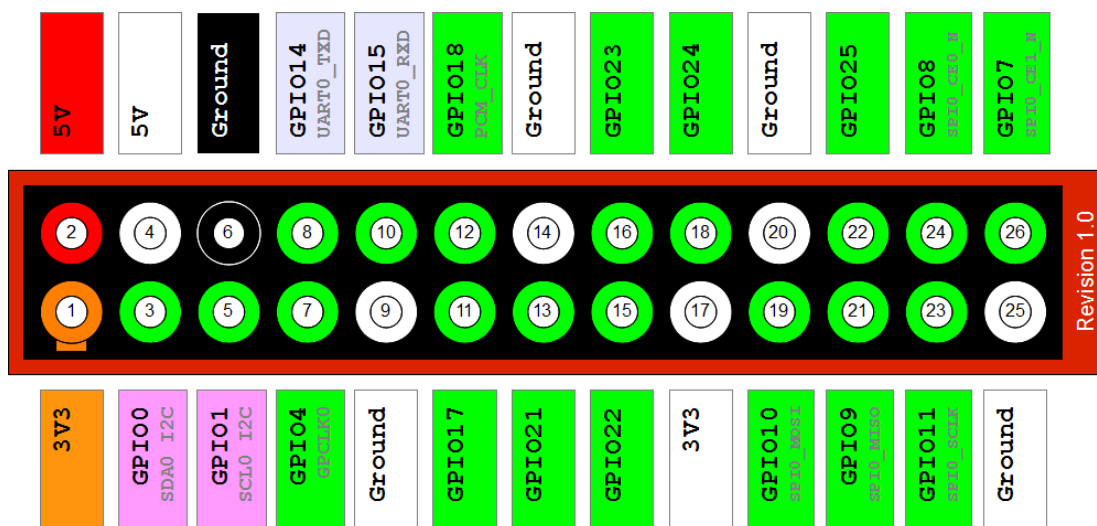 5V
5V
Ground
GPIO14
UART0_TXD
GPIO15
UART0_RXD
GPIO18
PCM_CLK
Ground
GPIO23
GPIO24
Ground
GPIO25
GPIO8
SPI0_CE0_N
GPIO7
SPI0_CE1_N
2 4 6 8 10 12 14 16 18 20 22 24 26
1 3 5 7 9 11 13 15 17 19 21 23 25
Revision 1.0
3V3
GPIO0
SDA0 I2C
GPIO1
SCL0 I2C
GPIO4
GPCLK0
Ground
GPIO17
GPIO21
GPIO22
3V3
GPIO10
SPI0_MOSI
GPIO9
SPI0_MISO
GPIO11
SPI0_SCLK
Ground